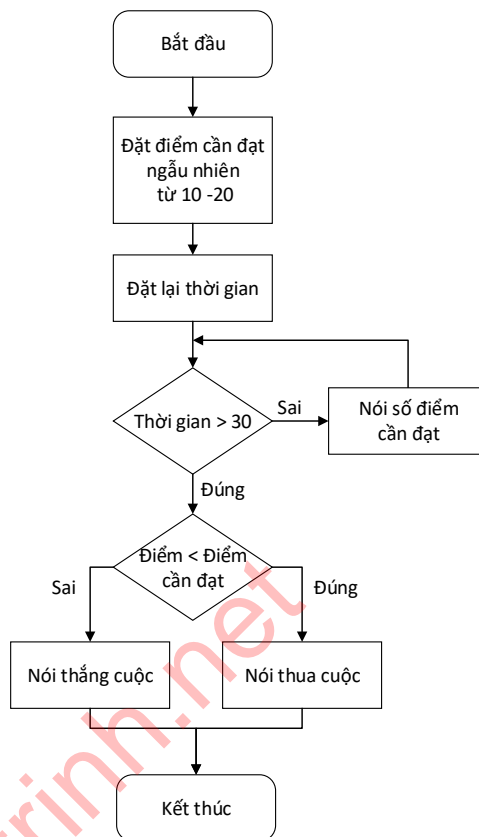 Bắt đầu
Đặt điểm cần đạt
ngẫu nhiên
từ 10 -20
Đặt lại thời gian
Thời gian > 30
Sai
Nói số điểm
cần đạt
Đúng
Điểm < Điểm
cần đạt
Sai
Đúng
Nói thắng cuộc
Nói thua cuộc
Kết thúc
trinh.net